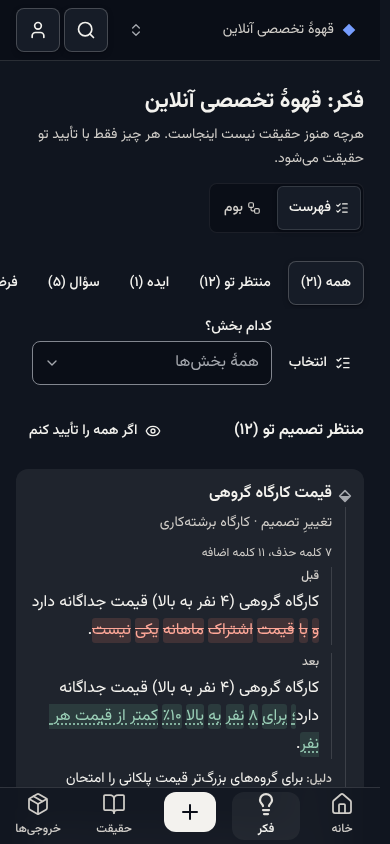 قهوهٔ تخصصی آنلاین
فکر: قهوهٔ تخصصی آنلاین
هرچه هنوز حقیقت نیست اینجاست. هر چیز فقط با تأیید تو
حقیقت می‌شود.
فهرست
بوم
همه (۲۱)
منتظر تو (۱۲)
ایده (۱)
سؤال (۵)
کدام بخش؟
انتخاب
همهٔ بخش‌ها
منتظر تصمیم تو (۱۲)
اگر همه را تأیید کنم
قیمت کارگاه گروهی
تغییرِ تصمیم · کارگاه برشته‌کاری
۷ کلمه حذف، ۱۱ کلمه اضافه
قبل
کارگاه گروهی (۴ نفر به بالا) قیمت جداگانه دارد
و با قیمت اشتراک ماهانه یکی نیست.
بعد
کارگاه گروهی (۴ نفر به بالا) قیمت جداگانه
دارد؛ برای ۸ نفر به بالا ۱۰٪ کمتر از قیمت هر
نفر.
دلیل: برای گروه‌های بزرگ‌تر قیمت پلکانی را امتحان
خانه
فکر
حقیقت
خروجی‌ها